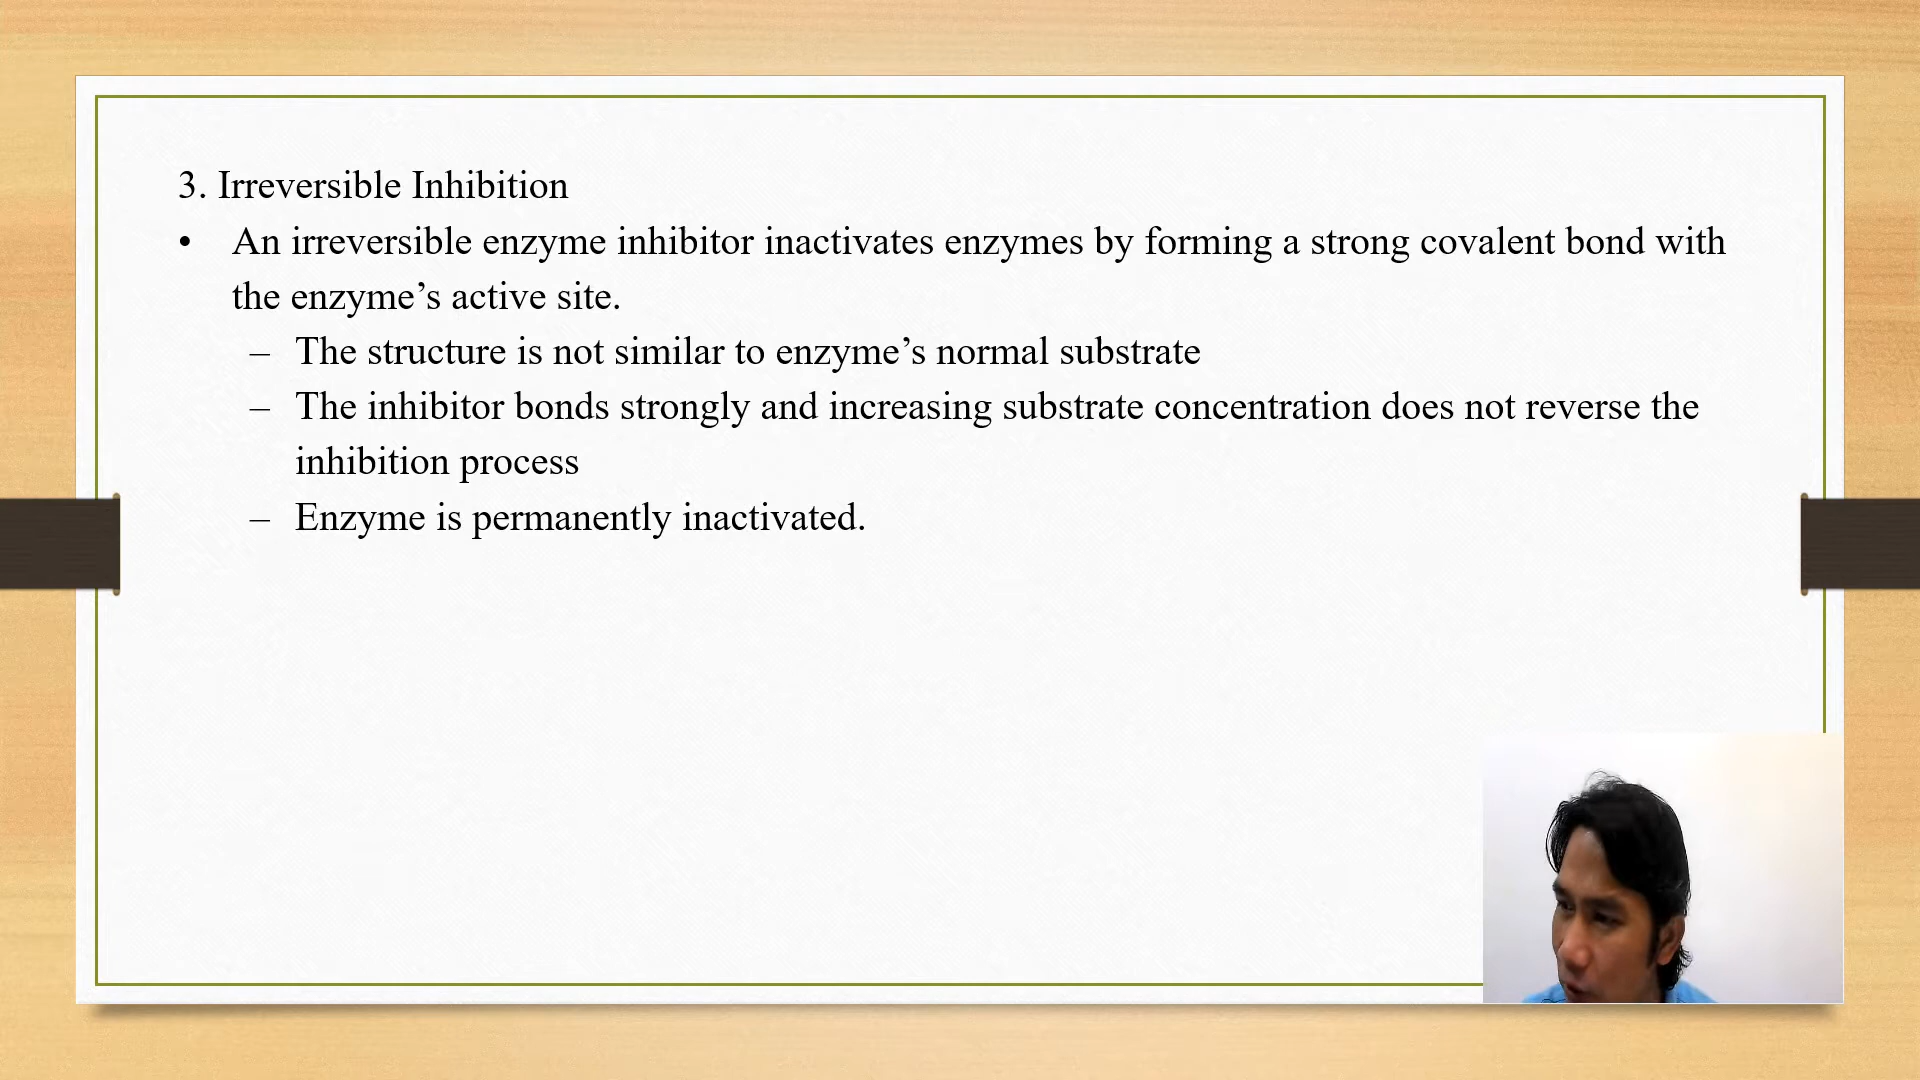 3. Irreversible Inhibition
• An irreversible enzyme inhibitor inactivates enzymes by forming a strong covalent bond with
the enzyme’s active site.
– The structure is not similar to enzyme’s normal substrate
– The inhibitor bonds strongly and increasing substrate concentration does not reverse the
inhibition process
– Enzyme is permanently inactivated.